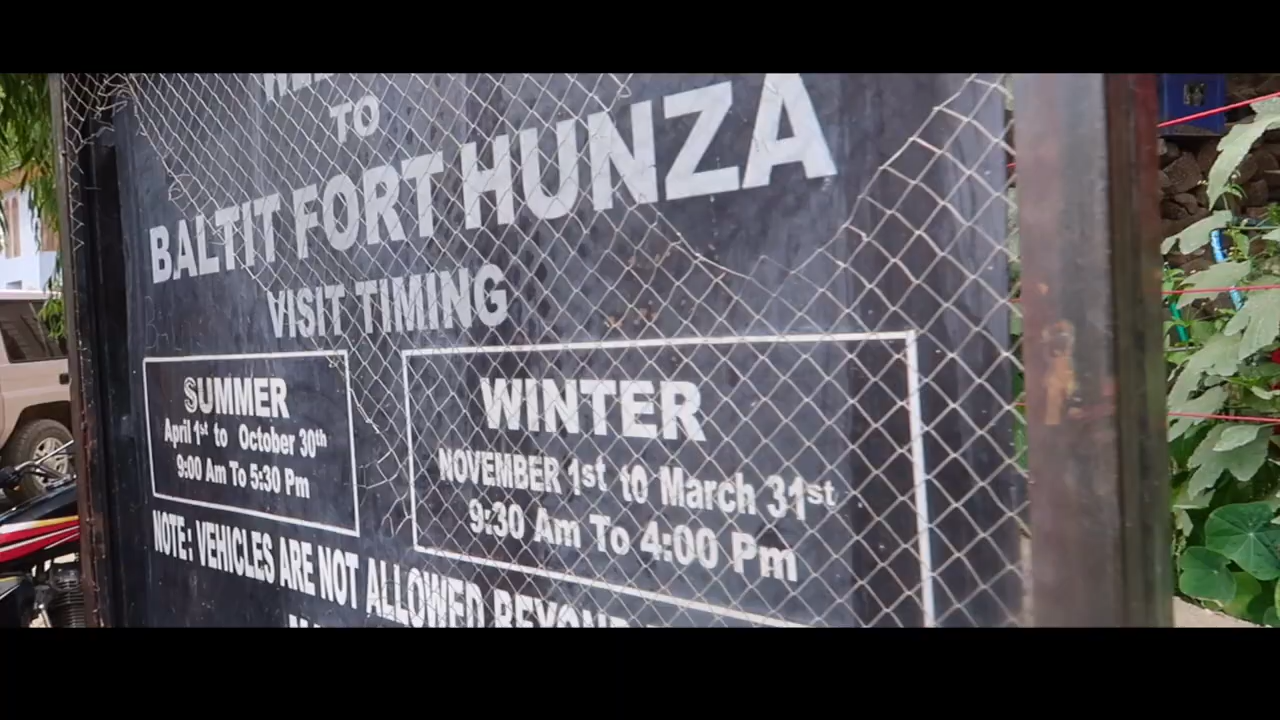 TO
BALTIT FORT HUNZA
VISIT TIMING
SUMMER
April 1st to October 30th
9:00 Am To 5:30 Pm
WINTER
NOVEMBER 1st to March 31st
9:30 Am To 4:00 Pm
NOTE: VEHICLES ARE NOT ALLOWED BEYOND